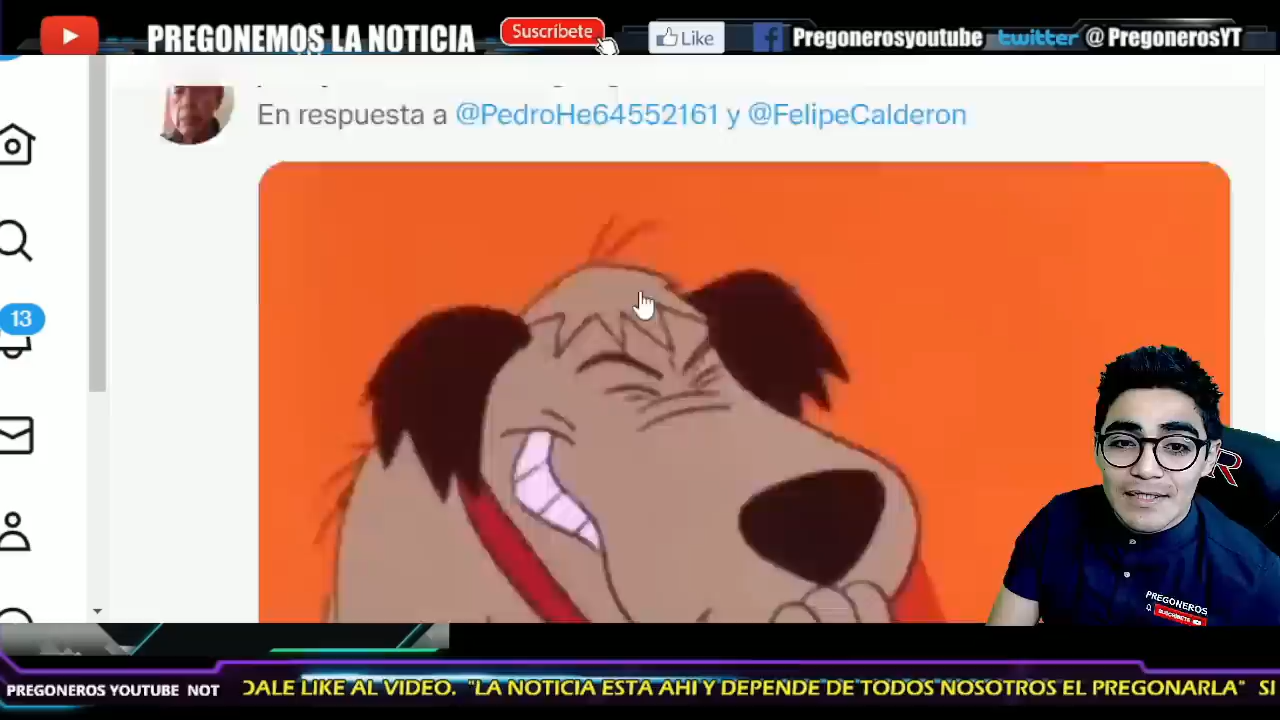 PREGONEMOS LA NOTICIA
Suscríbete
Like
Pregonerosyoutube
twitter @PregonerosYT
En respuesta a @PedroHe64552161 y @FelipeCalderon
13
R
PREGONEROS
SUSCRIBETE
PREGONEROS YOUTUBE NOT
DALE LIKE AL VIDEO. "LA NOTICIA ESTA AHI Y DEPENDE DE TODOS NOSOTROS EL PREGONARLA" SI